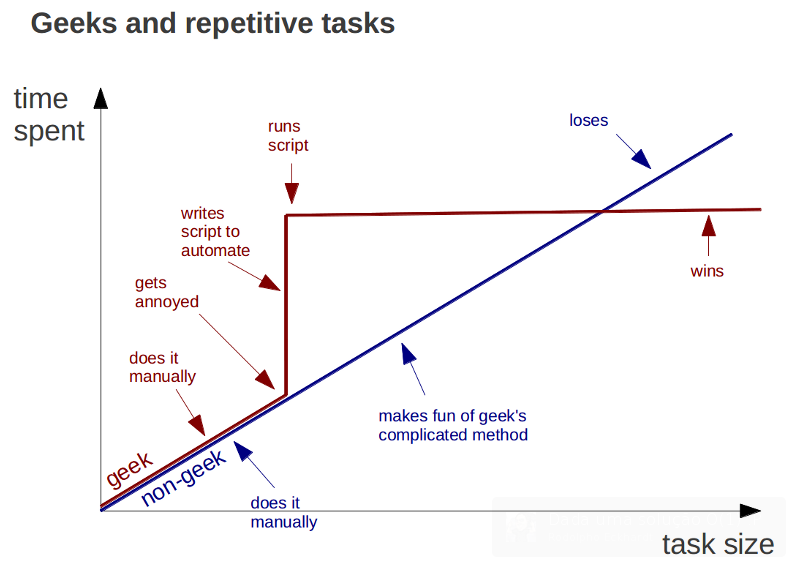 Geeks and repetitive tasks
time
spent
runs
script
loses
writes
script to
automate
gets
annoyed
wins
does it
manually
makes fun of geek's
complicated method
geek
non-geek
does it
manually
task size